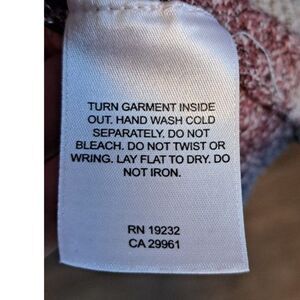 TURN GARMENT INSIDE
OUT. HAND WASH COLD
SEPARATELY. DO NOT
BLEACH. DO NOT TWIST OR
WRING. LAY FLAT TO DRY. DO
NOT IRON.
RN 19232
CA 29961